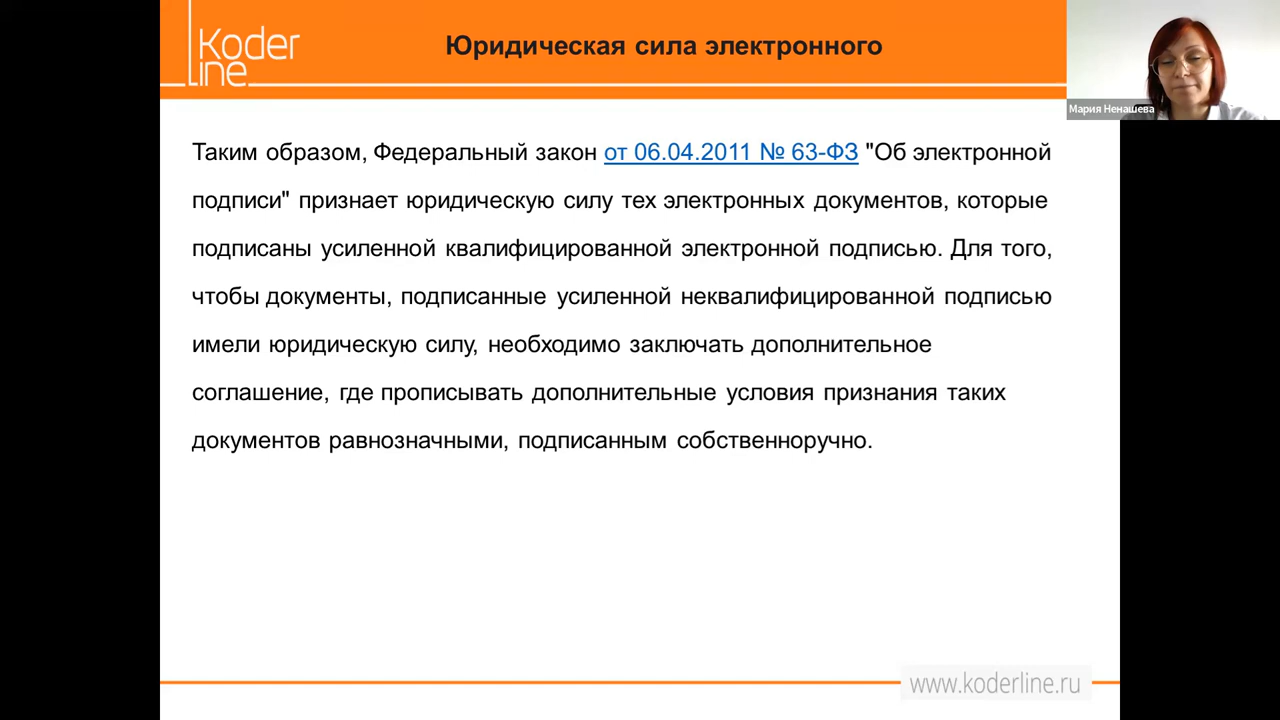 Koder
line
Юридическая сила электронного
Мария Ненашева
Таким образом, Федеральный закон от 06.04.2011 № 63-ФЗ "Об электронной
подписи" признает юридическую силу тех электронных документов, которые
подписаны усиленной квалифицированной электронной подписью. Для того,
чтобы документы, подписанные усиленной неквалифицированной подписью
имели юридическую силу, необходимо заключать дополнительное
соглашение, где прописывать дополнительные условия признания таких
документов равнозначными, подписанным собственноручно.
www.koderline.ru